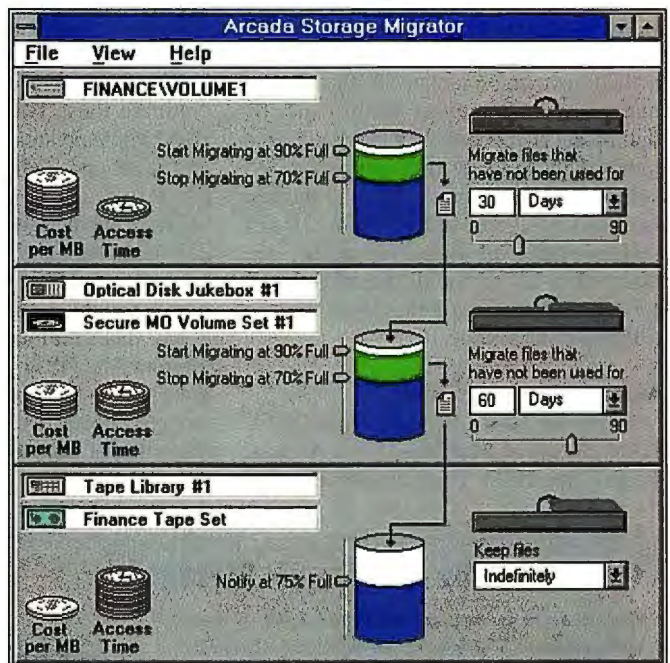 Arcada Storage Migrator
File View Help
FINANCE\VOLUME1
Start Migrating at 90% Full
Stop Migrating at 70% Full
Cost per MB
Access Time
Migrate files that
have not been used for
30 Days
0 90
Optical Disk Jukebox #1
Secure MO Volume Set #1
Start Migrating at 90% Full
Stop Migrating at 70% Full
Cost per MB
Access Time
Migrate files that
have not been used for
60 Days
0 90
Tape Library #1
Finance Tape Set
Notify at 75% Full
Cost per MB
Access Time
Keep files
Indefinitely